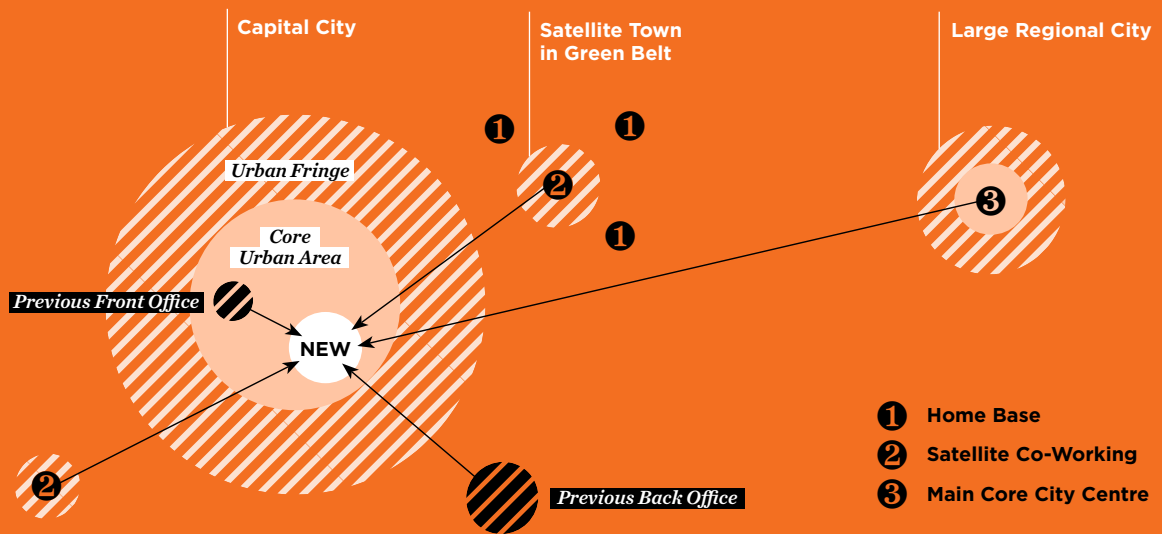 Capital City
Satellite Town
in Green Belt
Large Regional City
1
1
Urban Fringe
2
3
1
Core
Urban Area
Previous Front Office
NEW
1 Home Base
2 Satellite Co-Working
2
3 Main Core City Centre
Previous Back Office